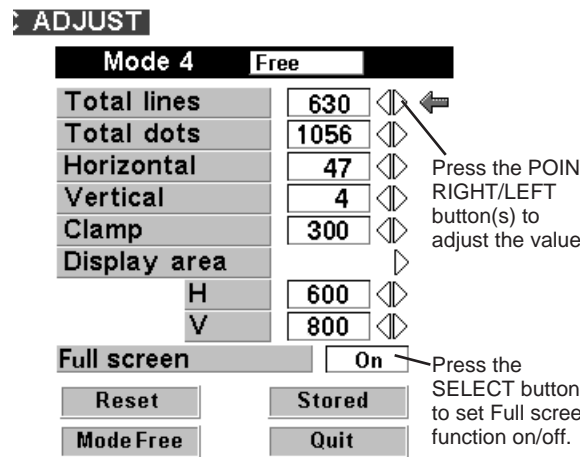 C ADJUST
Mode 4 Free
Total lines 630
Total dots 1056
Horizontal 47
Vertical 4
Clamp 300
Display area
H 600
V 800
Full screen On
Reset Stored
Mode Free Quit
Press the POIN
RIGHT/LEFT
button(s) to
adjust the value
Press the
SELECT button
to set Full scree
function on/off.